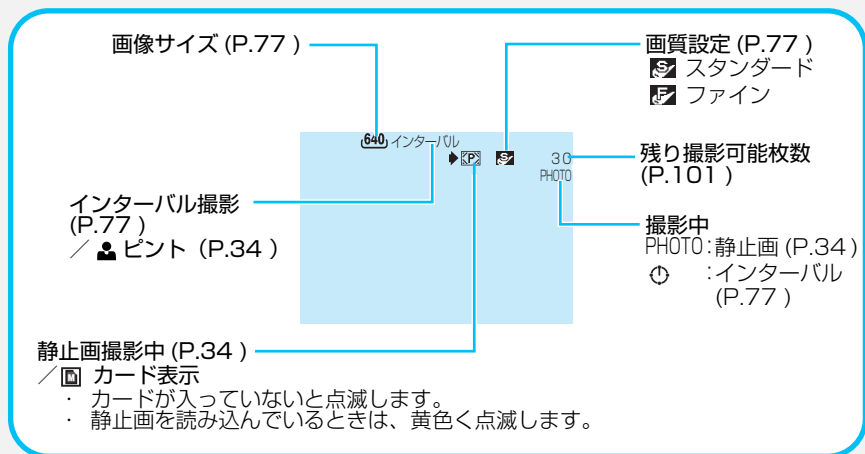 画像サイズ (P.77 )
画質設定 (P.77 )
S スタンダード
F ファイン
640 インターバル
P S 30
PHOTO
残り撮影可能枚数
(P.101 )
インターバル撮影
(P.77 )
／ ピント（P.34 ）
撮影中
PHOTO:静止画 (P.34 )
:インターバル
(P.77 )
静止画撮影中 (P.34 )
／ カード表示
・ カードが入っていないと点滅します。
・ 静止画を読み込んでいるときは、黄色く点滅します。